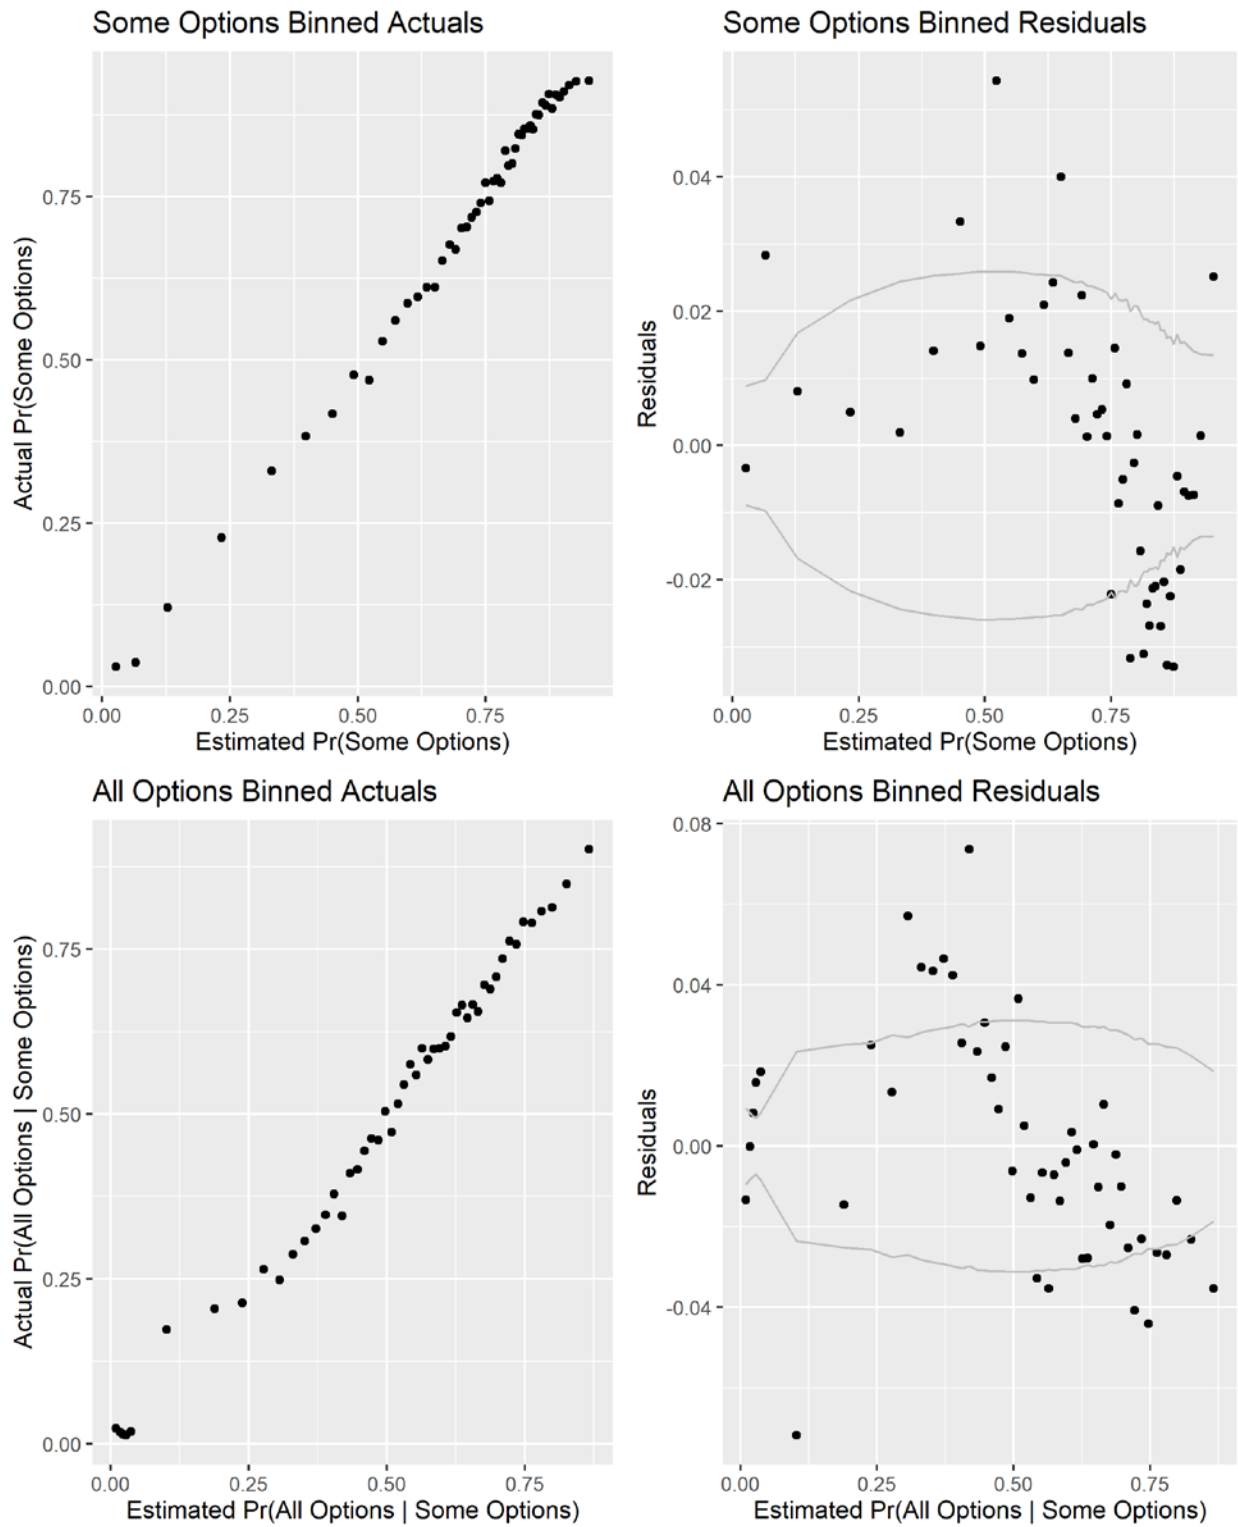 Some Options Binned Actuals
Actual Pr(Some Options)
0.75
0.50
0.25
0.00
0.00 0.25 0.50 0.75
Estimated Pr(Some Options)
Some Options Binned Residuals
Residuals
0.04
0.02
0.00
-0.02
0.00 0.25 0.50 0.75
Estimated Pr(Some Options)
All Options Binned Actuals
Actual Pr(All Options | Some Options)
0.75
0.50
0.25
0.00
0.00 0.25 0.50 0.75
Estimated Pr(All Options | Some Options)
All Options Binned Residuals
Residuals
0.08
0.04
0.00
-0.04
0.00 0.25 0.50 0.75
Estimated Pr(All Options | Some Options)